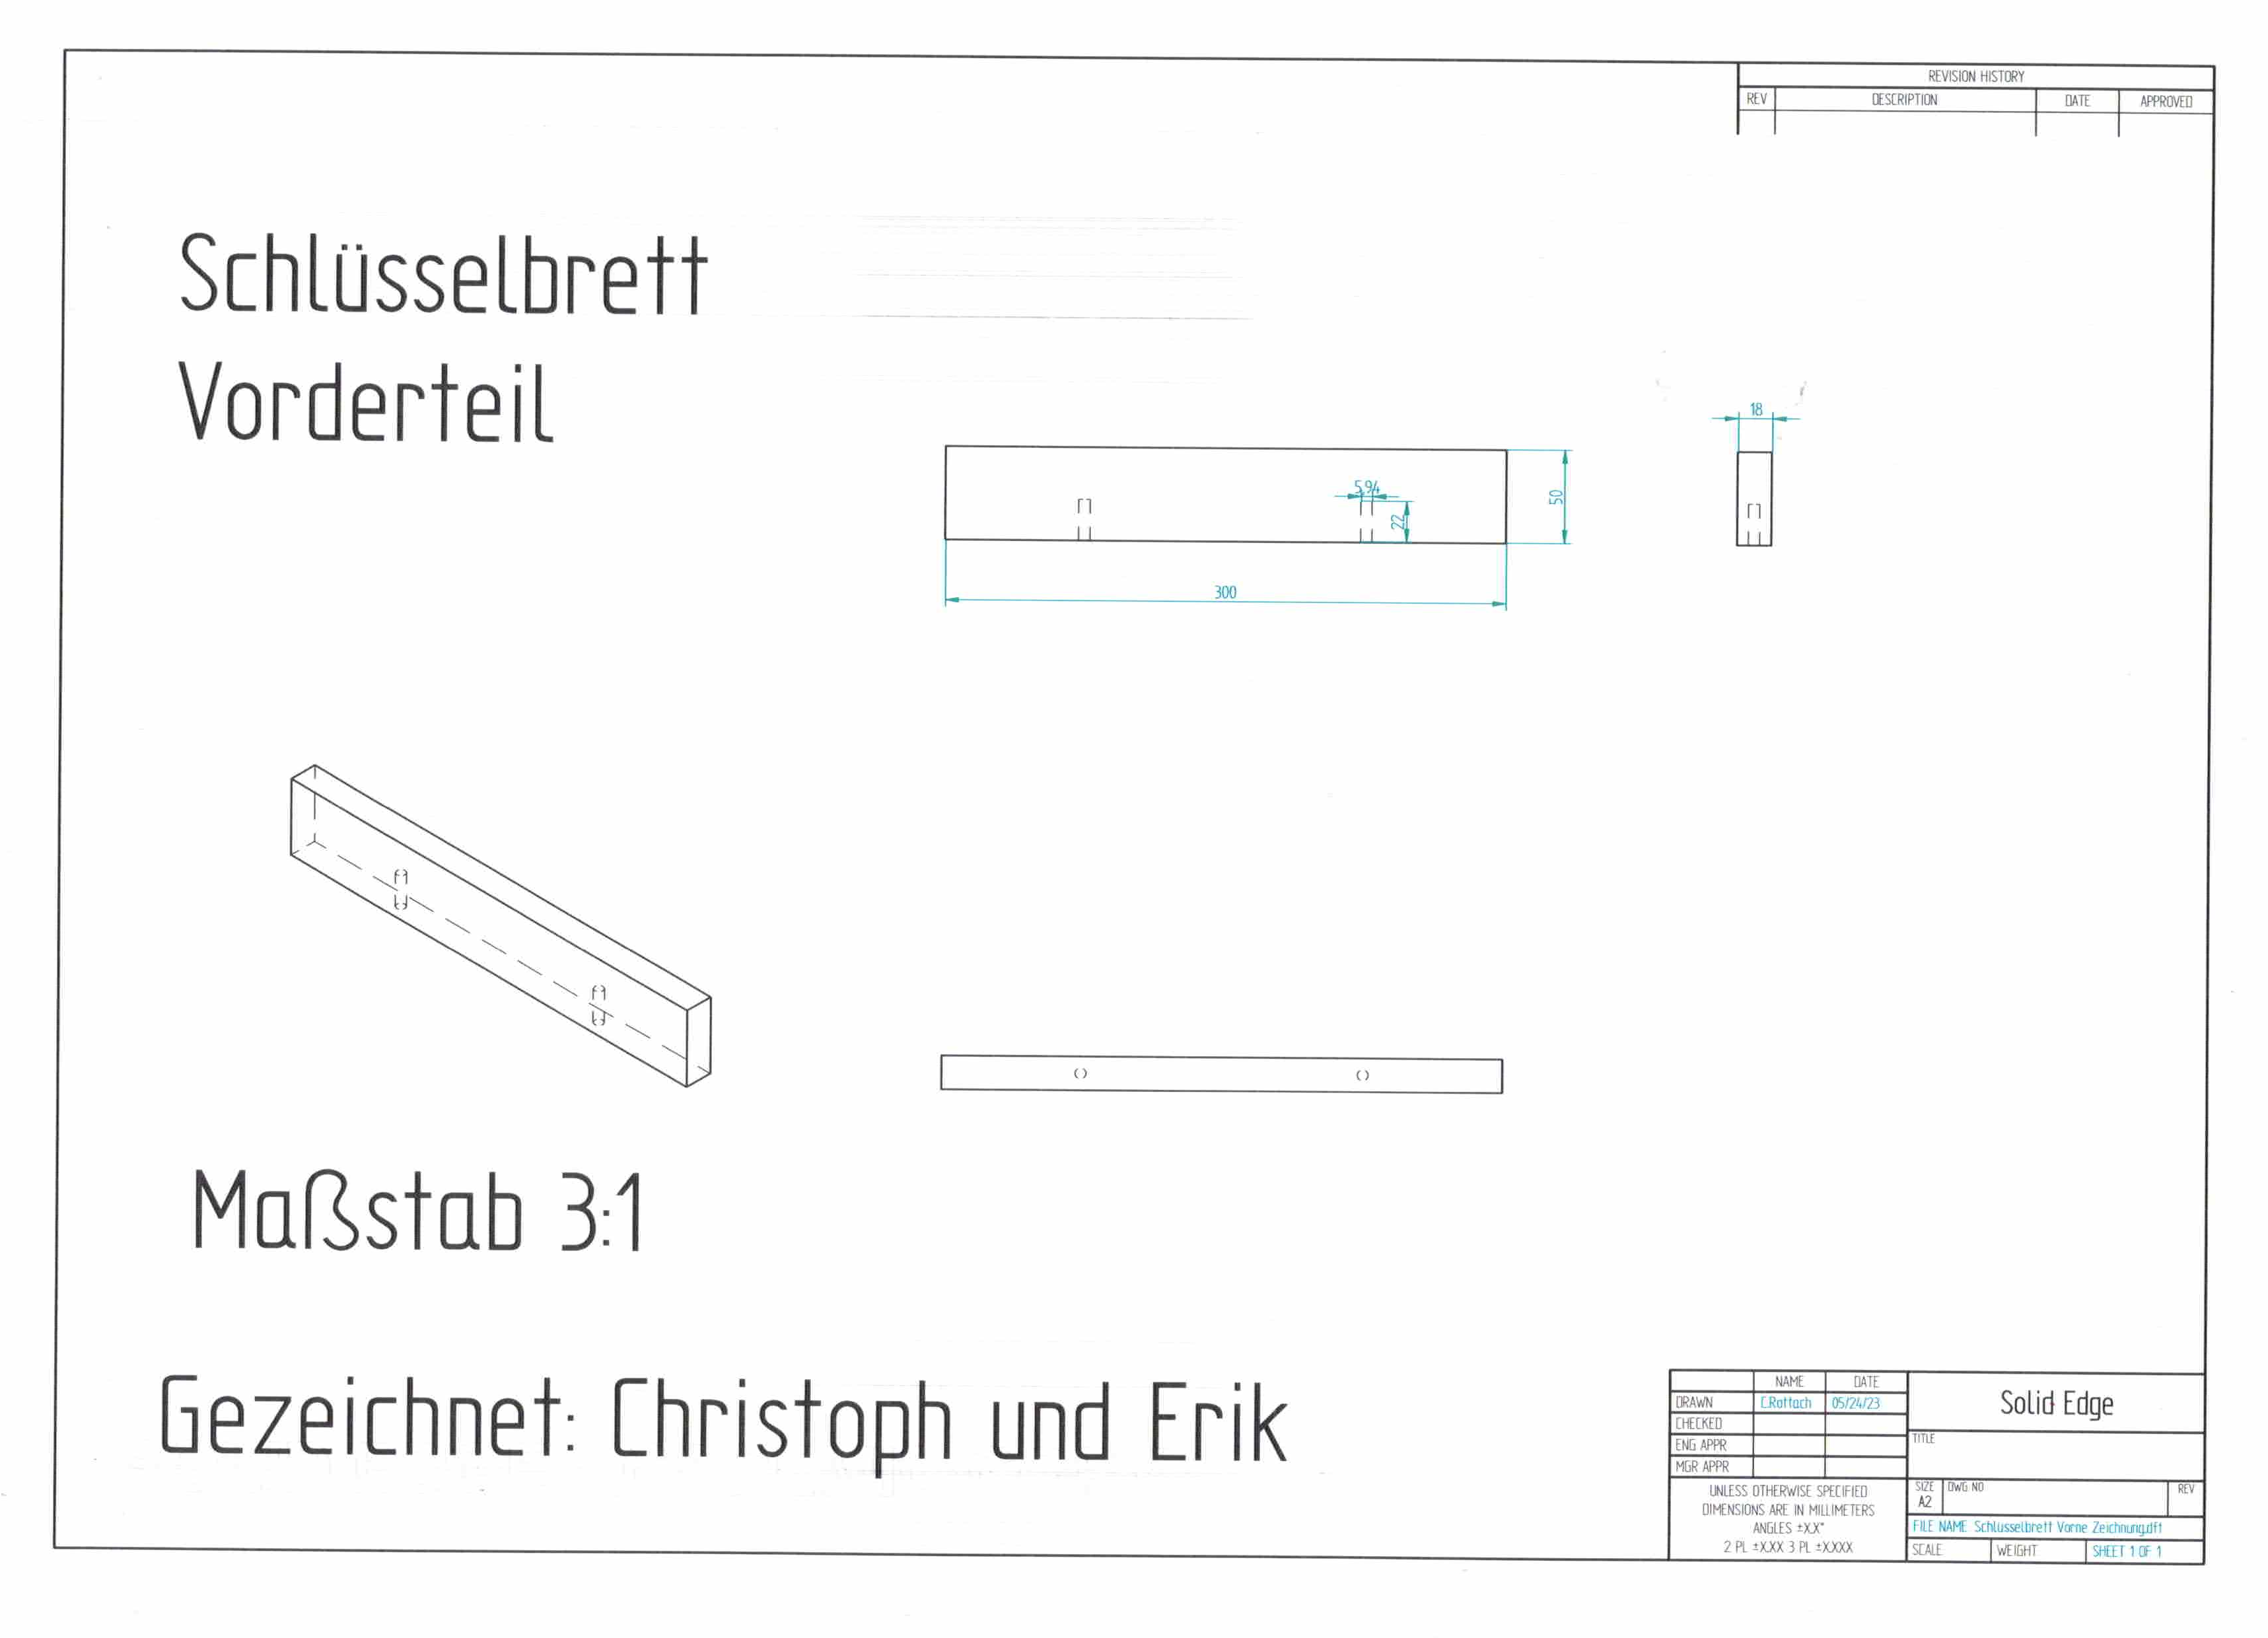 REVISION HISTORY
REV DESCRIPTION DATE APPROVED
Schlüsselbrett
Vorderteil
18
5,94
22
50
300
Maßstab 3:1
Gezeichnet: Christoph und Erik
NAME DATE
DRAWN C.Rottach 05/24/23
CHECKED
ENG APPR
MGR APPR
UNLESS OTHERWISE SPECIFIED
DIMENSIONS ARE IN MILLIMETERS
ANGLES ±X.X°
2 PL ±X.XX 3 PL ±X.XXX
Solid Edge
TITLE
SIZE DWG NO REV
A2
FILE NAME: Schlüsselbrett Vorne Zeichnung.dft
SCALE: WEIGHT: SHEET 1 OF 1